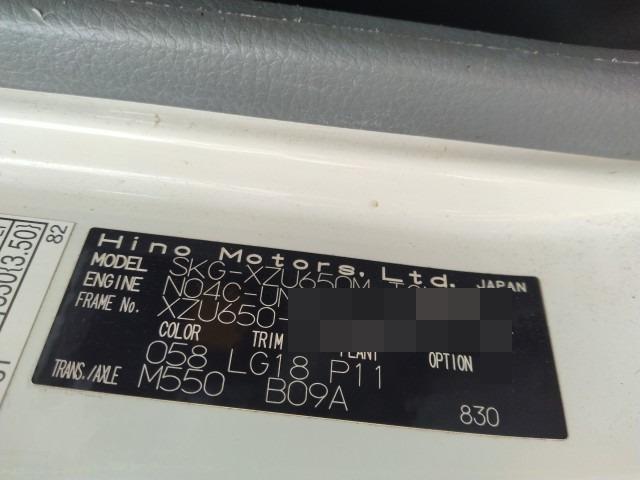 Hino Motors, Ltd. JAPAN
MODEL SKG-XZU650M
ENGINE N04C-UN
FRAME No. XZU650-
COLOR TRIM PLANT OPTION
058 LG18 P11
TRANS./AXLE M550 B09A 830
82